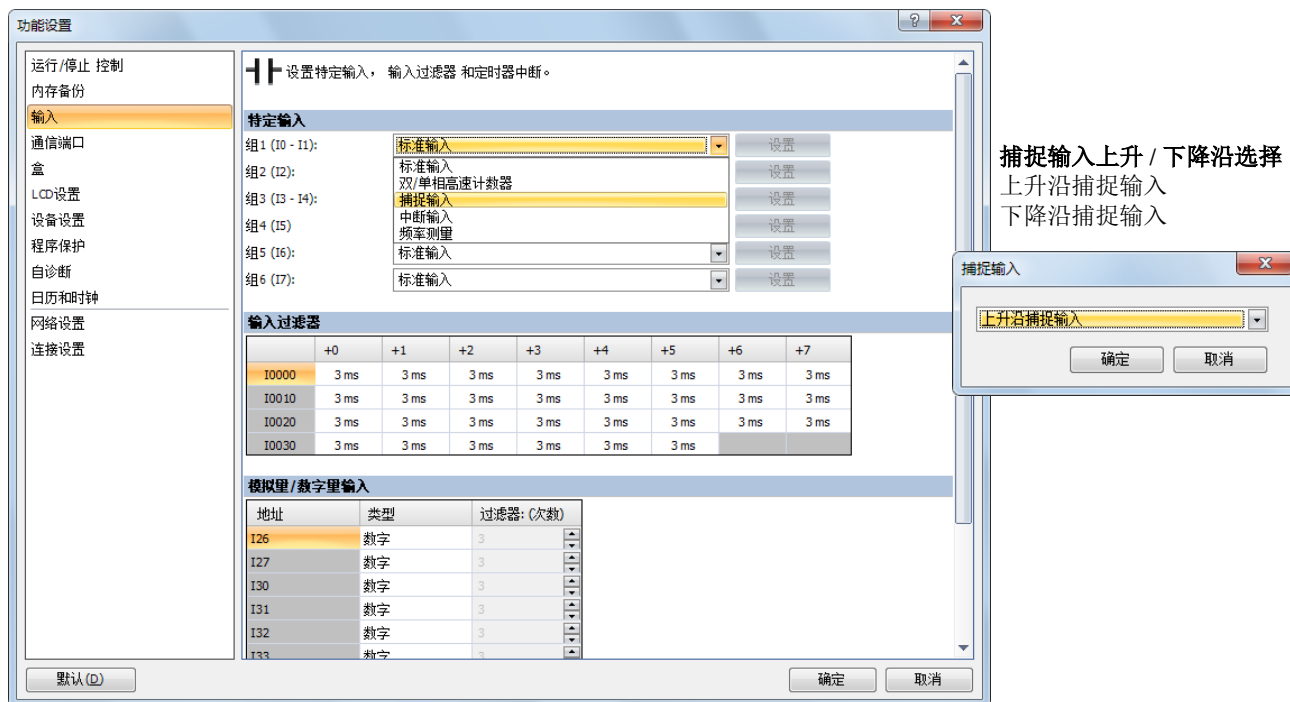 功能设置
运行/停止 控制
内存备份
输入
通信端口
盒
LCD设置
设备设置
程序保护
自诊断
日历和时钟
网络设置
连接设置
设置特定输入， 输入过滤器 和定时器中断。
特定输入
组1 (I0 - I1): 标准输入 设置
组2 (I2): 设置
组3 (I3 - I4): 设置
组4 (I5) 设置
标准输入
双/单相高速计数器
捕捉输入
中断输入
频率测量
组5 (I6): 标准输入 设置
组6 (I7): 标准输入 设置
输入过滤器
+0 +1 +2 +3 +4 +5 +6 +7
I0000 3 ms 3 ms 3 ms 3 ms 3 ms 3 ms 3 ms 3 ms
I0010 3 ms 3 ms 3 ms 3 ms 3 ms 3 ms 3 ms 3 ms
I0020 3 ms 3 ms 3 ms 3 ms 3 ms 3 ms 3 ms 3 ms
I0030 3 ms 3 ms 3 ms 3 ms 3 ms 3 ms
模拟里/数字里输入
地址 类型 过滤器: (次数)
I26 数字 3
I27 数字 3
I30 数字 3
I31 数字 3
I32 数字 3
I33 数字 3
默认(D) 确定 取消
捕捉输入上升 / 下降沿选择
上升沿捕捉输入
下降沿捕捉输入
捕捉输入
上升沿捕捉输入
确定 取消